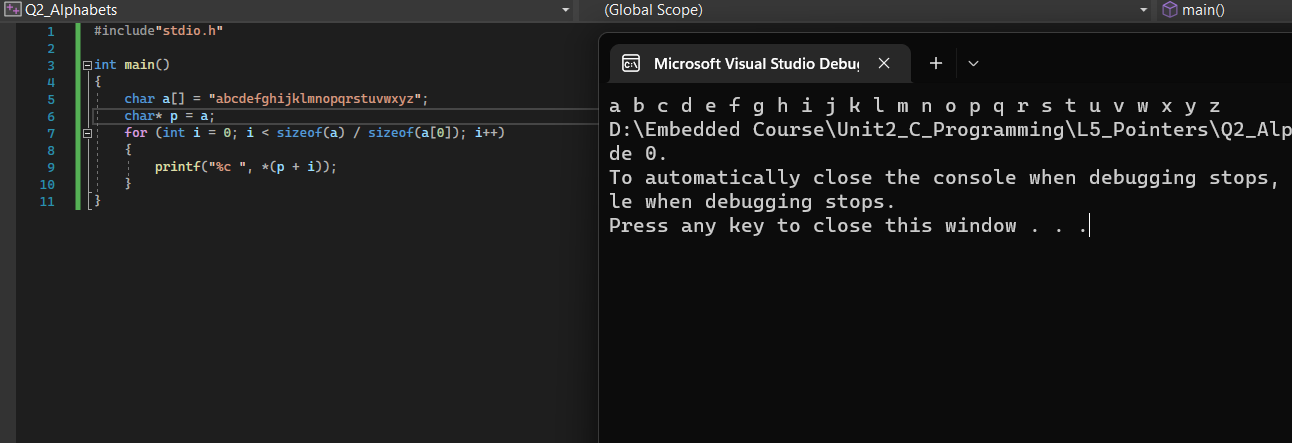 Q2_Alphabets
(Global Scope)
main()
1 #include"stdio.h"
2
3 int main()
4 {
5 char a[] = "abcdefghijklmnopqrstuvwxyz";
6 char* p = a;
7 for (int i = 0; i < sizeof(a) / sizeof(a[0]); i++)
8 {
9 printf("%c ", *(p + i));
10 }
11 }
Microsoft Visual Studio Debug
a b c d e f g h i j k l m n o p q r s t u v w x y z
D:\Embedded Course\Unit2_C_Programming\L5_Pointers\Q2_Alp
de 0.
To automatically close the console when debugging stops,
le when debugging stops.
Press any key to close this window . . .